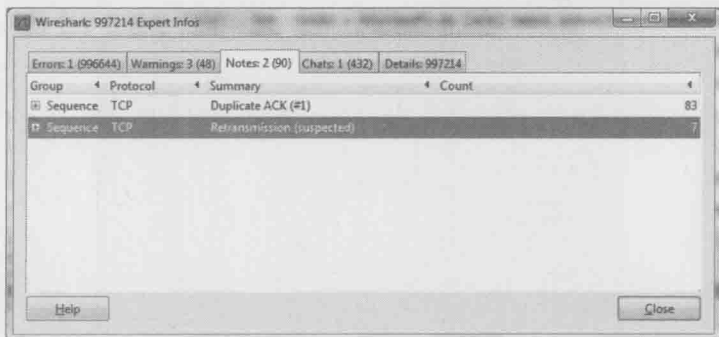 Wireshark: 997214 Expert Infos
Errors: 1 (996644) Warnings: 3 (48) Notes: 2 (90) Chats: 1 (432) Details: 997214
Group Protocol Summary Count
Sequence TCP Duplicate ACK (#1) 83
Sequence TCP Retransmission (suspected) 7
Help Close